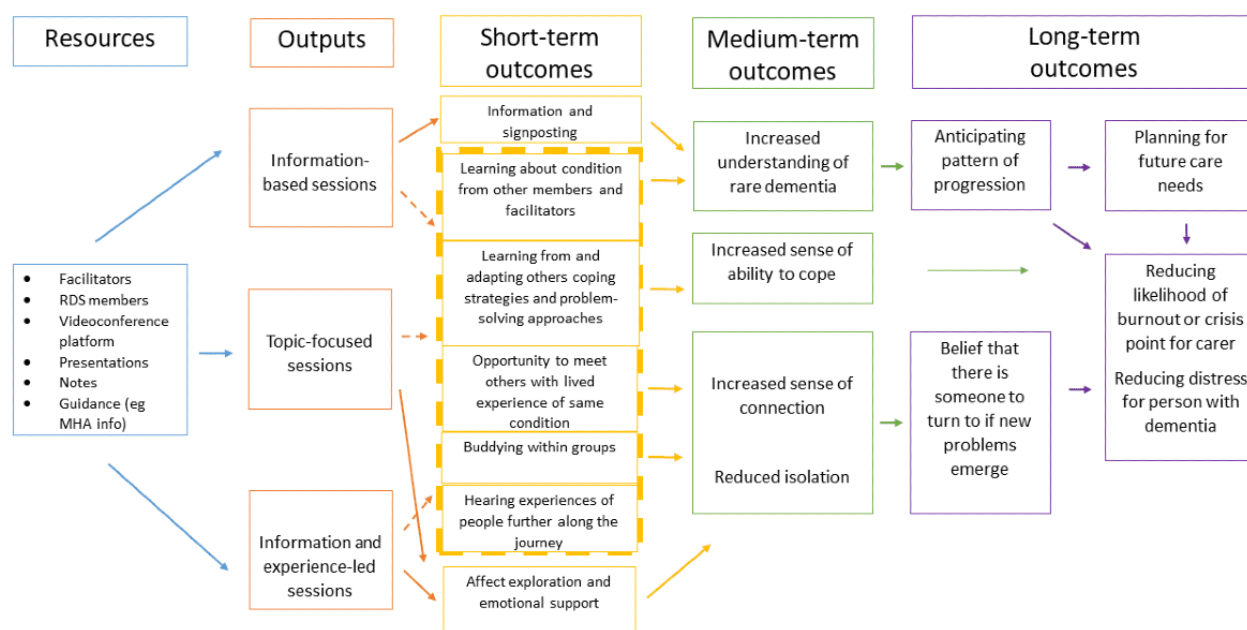 Resources
Outputs
Short-term
outcomes
Medium-term
outcomes
Long-term
outcomes
• Facilitators
• RDS members
• Videoconference
platform
• Presentations
• Notes
• Guidance (eg
MHA info)
Information-
based sessions
Topic-focused
sessions
Information and
experience-led
sessions
Information and
signposting
Learning about condition
from other members and
facilitators
Learning from and
adapting others coping
strategies and problem-
solving approaches
Opportunity to meet
others with lived
experience of same
condition
Buddying within groups
Hearing experiences of
people further along the
journey
Affect exploration and
emotional support
Increased
understanding of
rare dementia
Increased sense of
ability to cope
Increased sense of
connection
Reduced isolation
Anticipating
pattern of
progression
Belief that
there is
someone to
turn to if new
problems
emerge
Planning for
future care
needs
Reducing
likelihood of
burnout or crisis
point for carer
Reducing distress
for person with
dementia